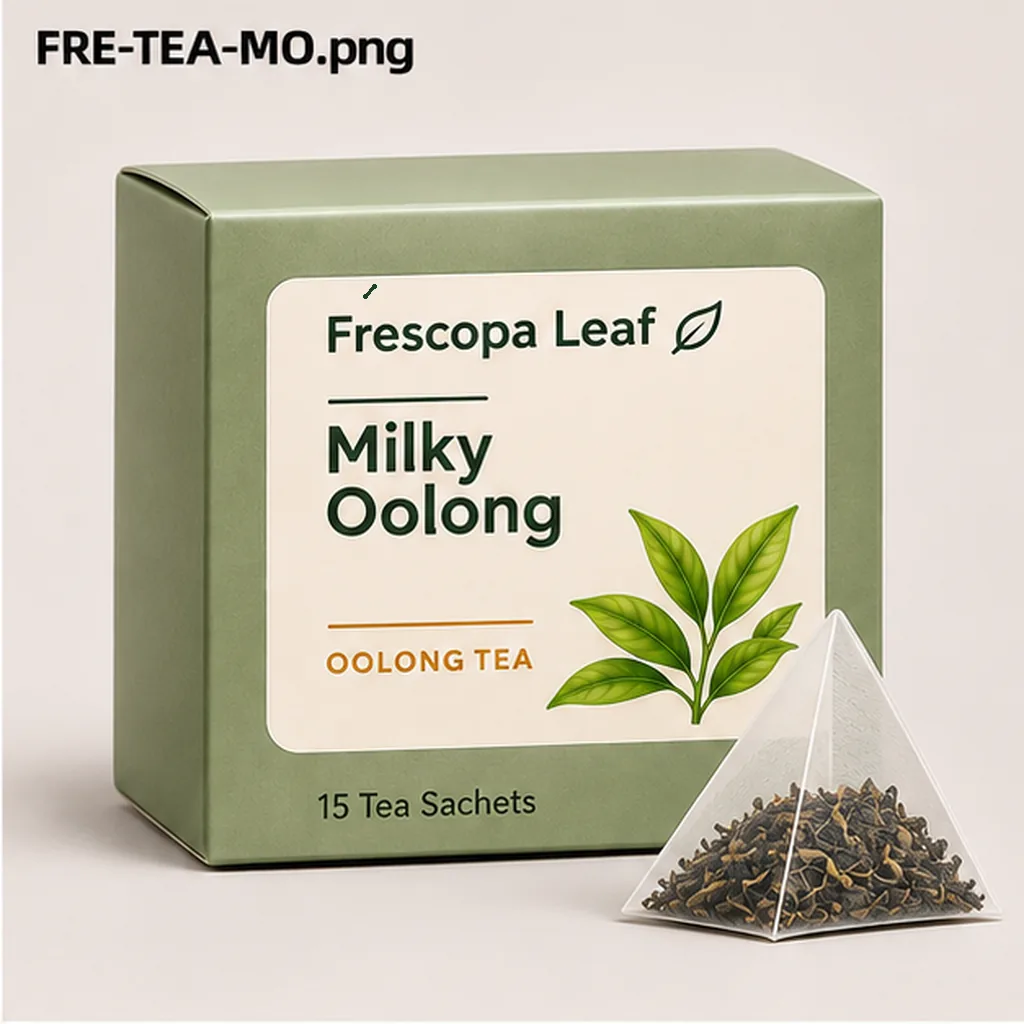 FRE-TEA-MO.png
Frescopa Leaf
Milky
Oolong
OOLONG TEA
15 Tea Sachets